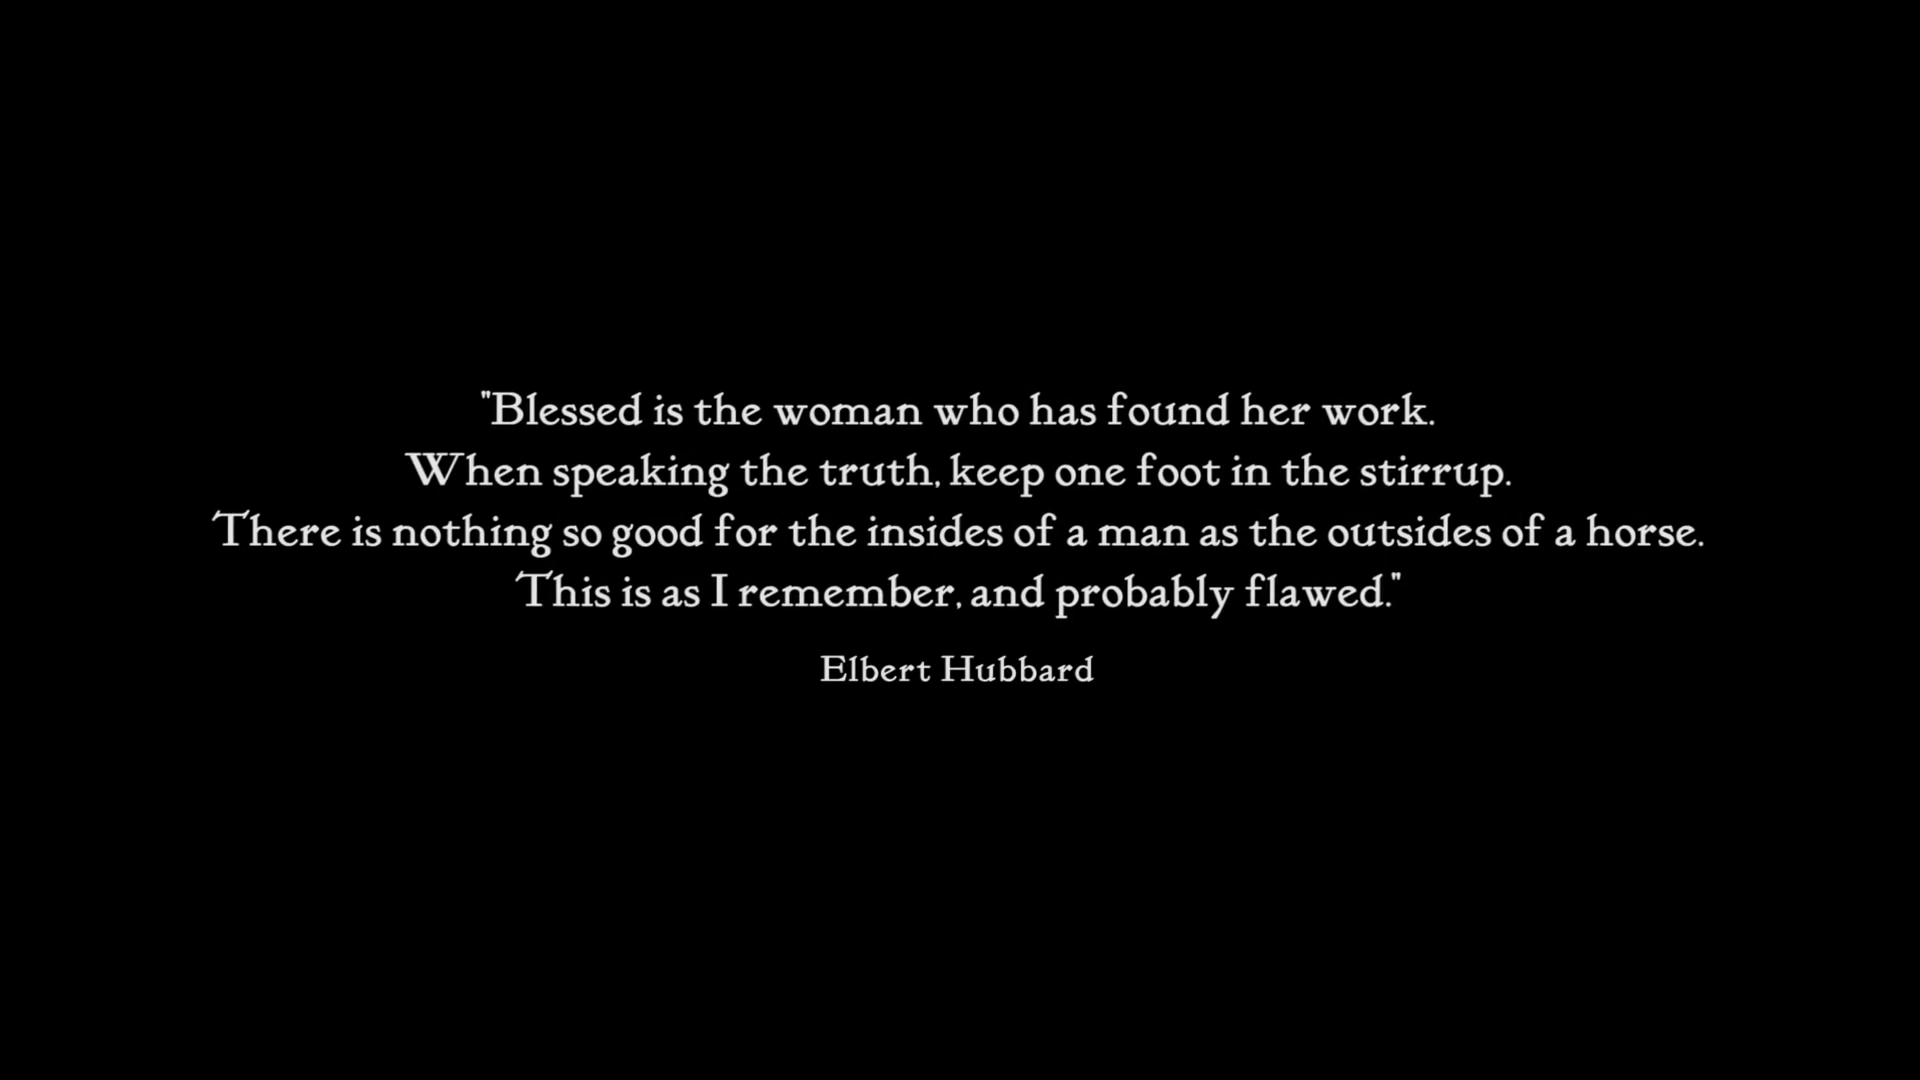 "Blessed is the woman who has found her work.
When speaking the truth, keep one foot in the stirrup.
There is nothing so good for the insides of a man as the outsides of a horse.
This is as I remember, and probably flawed."
Elbert Hubbard